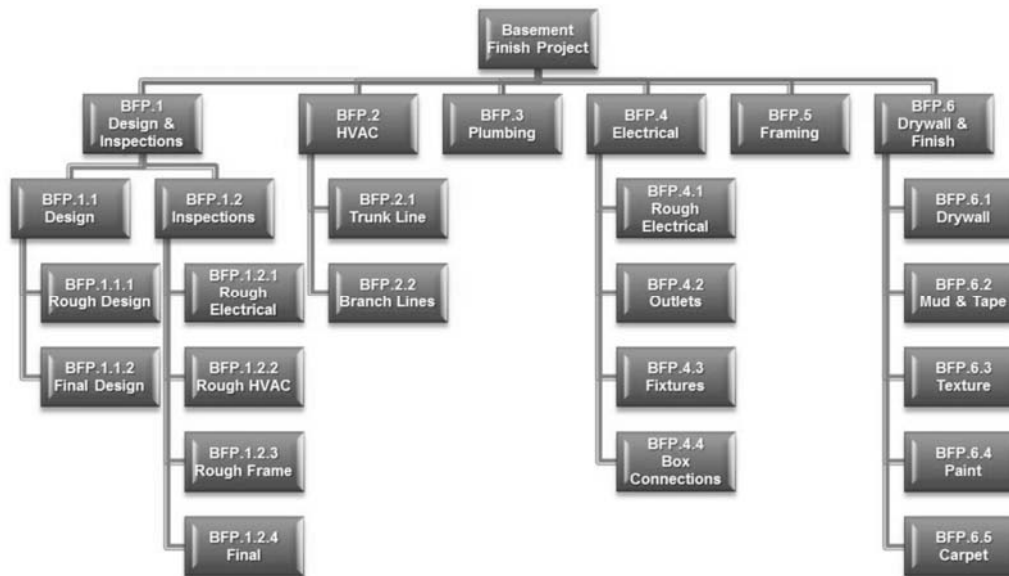 Basement
Finish Project
BFP.1
Design &
Inspections
BFP.2
HVAC
BFP.3
Plumbing
BFP.4
Electrical
BFP.5
Framing
BFP.6
Drywall &
Finish
BFP.1.1
Design
BFP.1.2
Inspections
BFP.2.1
Trunk Line
BFP.4.1
Rough
Electrical
BFP.6.1
Drywall
BFP.1.1.1
Rough Design
BFP.1.2.1
Rough
Electrical
BFP.2.2
Branch Lines
BFP.4.2
Outlets
BFP.6.2
Mud & Tape
BFP.1.1.2
Final Design
BFP.1.2.2
Rough HVAC
BFP.4.3
Fixtures
BFP.6.3
Texture
BFP.1.2.3
Rough Frame
BFP.4.4
Box
Connections
BFP.6.4
Paint
BFP.1.2.4
Final
BFP.6.5
Carpet